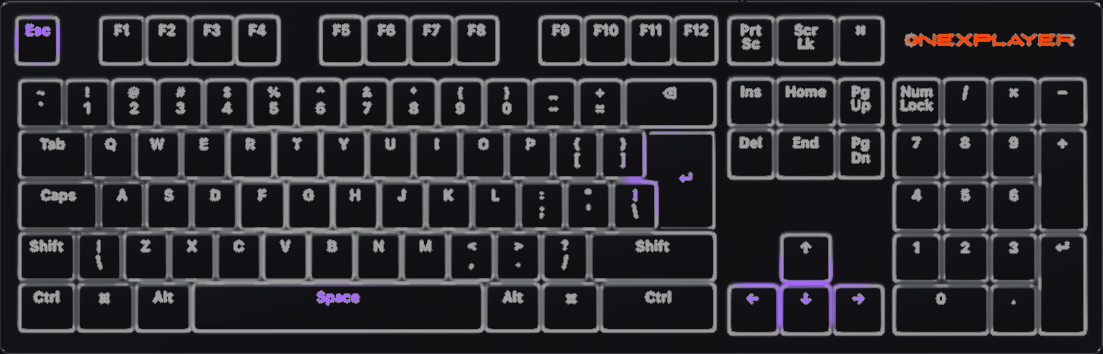 Esc F1 F2 F3 F4 F5 F6 F7 F8 F9 F10 F11 F12 Prt Sc Scr Lk ONEXPLAYER
~ ` ! 1 @ 2 # 3 $ 4 % 5 ^ 6 & 7 * 8 ( 9 ) 0 _ - + = Ins Home Pg Up Num Lock / × -
Tab Q W E R T Y U I O P { [ } ] ↵ Del End Pg Dn 7 8 9 +
Caps A S D F G H J K L : ; " ' | \ 4 5 6
Shift | \ Z X C V B N M < , > . ? / Shift ↑ 1 2 3 ↵
Ctrl ⌘ Alt Space Alt ⌘ Ctrl ← ↓ → 0 .